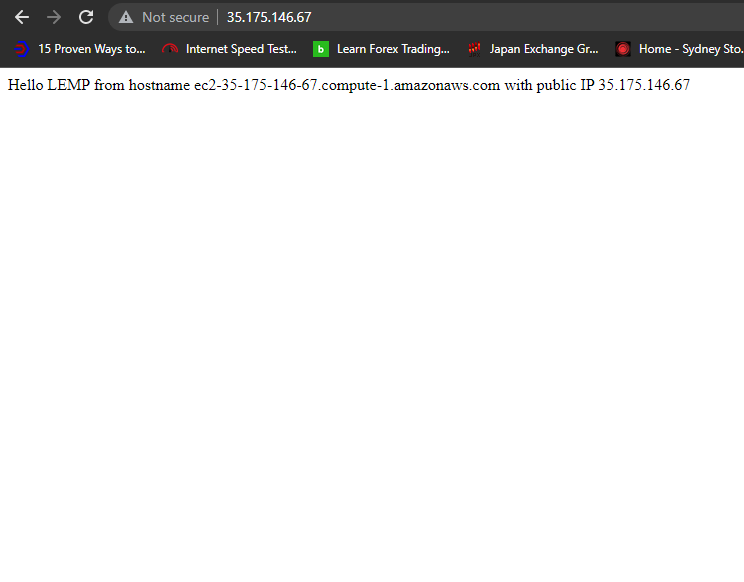 Not secure 35.175.146.67
15 Proven Ways to... Internet Speed Test... b Learn Forex Trading... Japan Exchange Gr... Home - Sydney Sto.
Hello LEMP from hostname ec2-35-175-146-67.compute-1.amazonaws.com with public IP 35.175.146.67